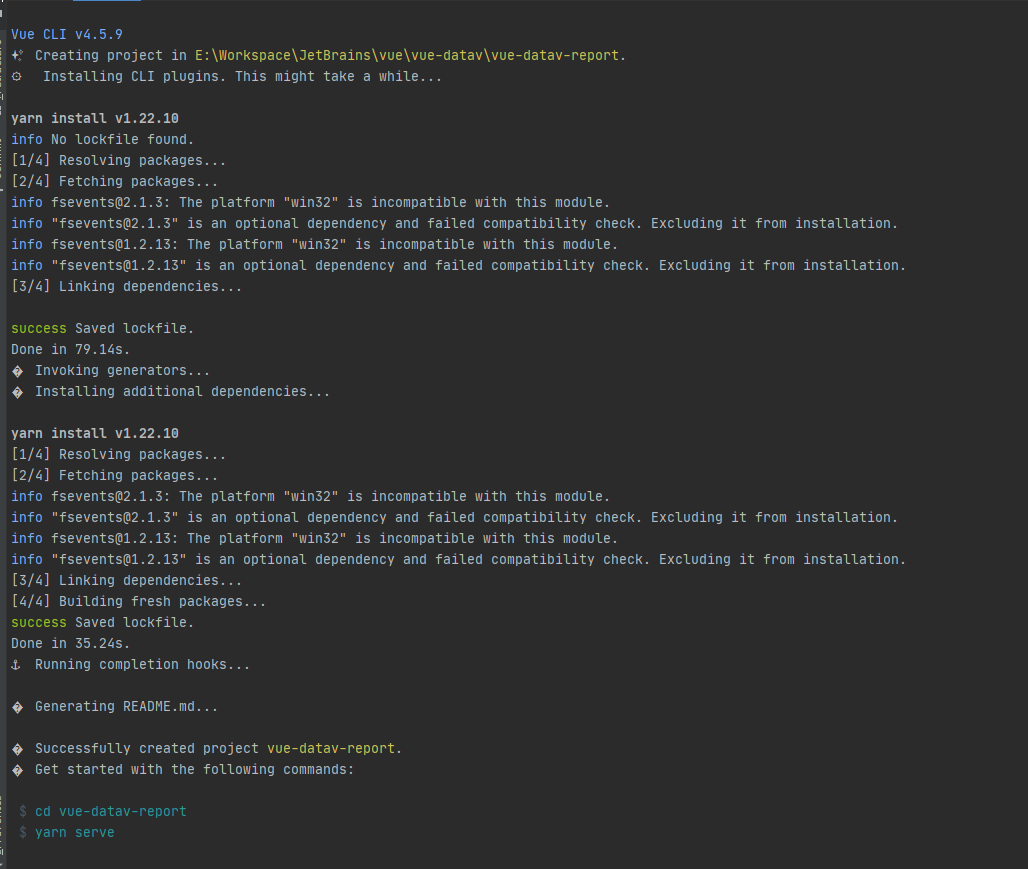 Vue CLI v4.5.9
✨ Creating project in E:\Workspace\JetBrains\vue\vue-datav\vue-datav-report.
⚙ Installing CLI plugins. This might take a while...
yarn install v1.22.10
info No lockfile found.
[1/4] Resolving packages...
[2/4] Fetching packages...
info fsevents@2.1.3: The platform "win32" is incompatible with this module.
info "fsevents@2.1.3" is an optional dependency and failed compatibility check. Excluding it from installation.
info fsevents@1.2.13: The platform "win32" is incompatible with this module.
info "fsevents@1.2.13" is an optional dependency and failed compatibility check. Excluding it from installation.
[3/4] Linking dependencies...
success Saved lockfile.
Done in 79.14s.
� Invoking generators...
� Installing additional dependencies...
yarn install v1.22.10
[1/4] Resolving packages...
[2/4] Fetching packages...
info fsevents@2.1.3: The platform "win32" is incompatible with this module.
info "fsevents@2.1.3" is an optional dependency and failed compatibility check. Excluding it from installation.
info fsevents@1.2.13: The platform "win32" is incompatible with this module.
info "fsevents@1.2.13" is an optional dependency and failed compatibility check. Excluding it from installation.
[3/4] Linking dependencies...
[4/4] Building fresh packages...
success Saved lockfile.
Done in 35.24s.
⚓ Running completion hooks...
� Generating README.md...
� Successfully created project vue-datav-report.
� Get started with the following commands:
$ cd vue-datav-report
$ yarn serve